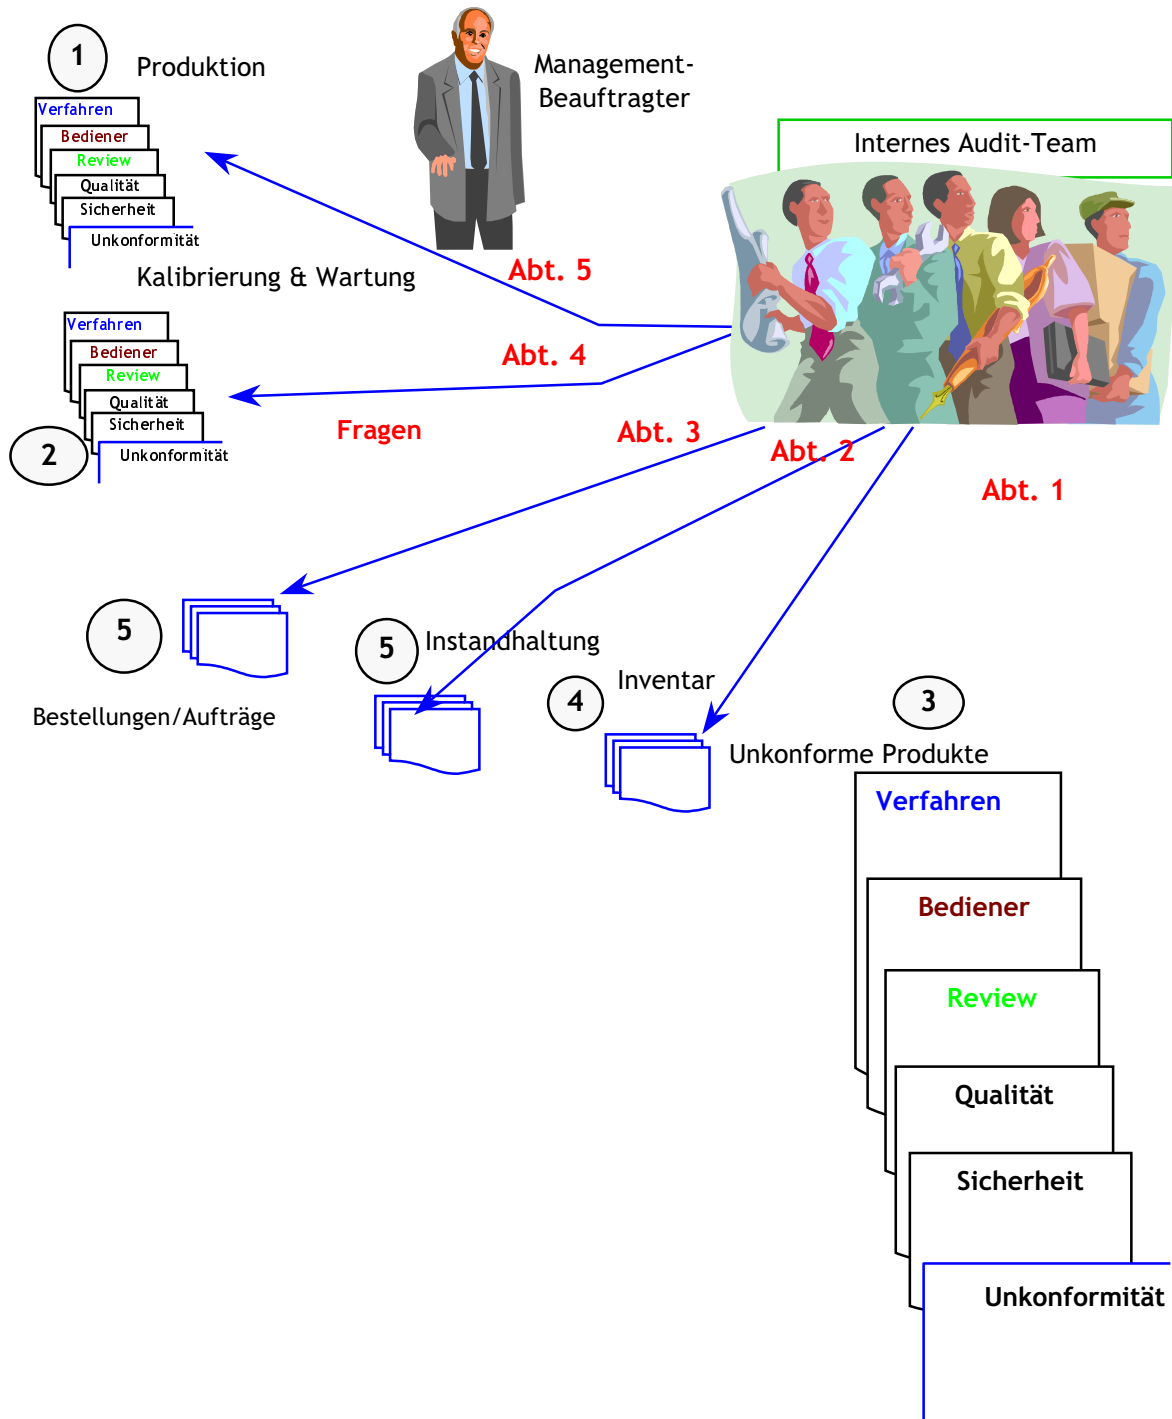 1
Produktion
Management-
Beauftragter
Internes Audit-Team
Verfahren
Bediener
Review
Qualität
Sicherheit
Unkonformität
Kalibrierung & Wartung
Abt. 5
Verfahren
Bediener
Review
Qualität
Sicherheit
Unkonformität
2
Abt. 4
Fragen
Abt. 3
Abt. 2
Abt. 1
5
Bestellungen/Aufträge
5
Instandhaltung
4
Inventar
3
Unkonforme Produkte
Verfahren
Bediener
Review
Qualität
Sicherheit
Unkonformität